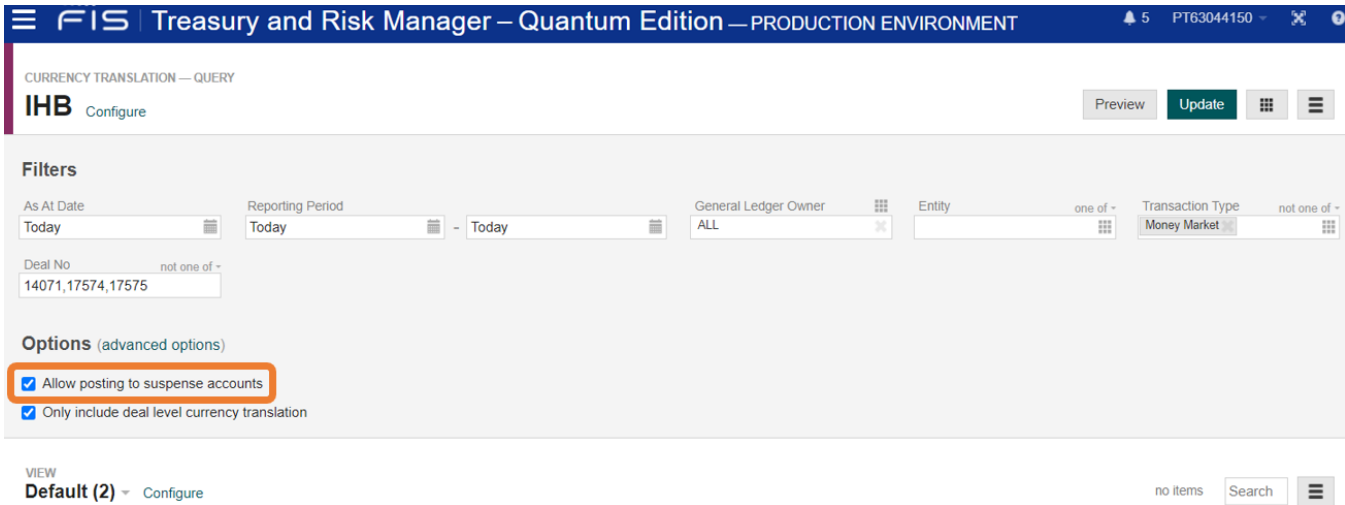 FIS Treasury and Risk Manager – Quantum Edition — PRODUCTION ENVIRONMENT 5 PT63044150 ?
CURRENCY TRANSLATION — QUERY
IHB Configure Preview Update
Filters
As At Date Reporting Period General Ledger Owner Entity one of Transaction Type not one of
Today Today - Today ALL Money Market
Deal No not one of
14071,17574,17575
Options (advanced options)
Allow posting to suspense accounts
Only include deal level currency translation
VIEW
Default (2) Configure no items Search